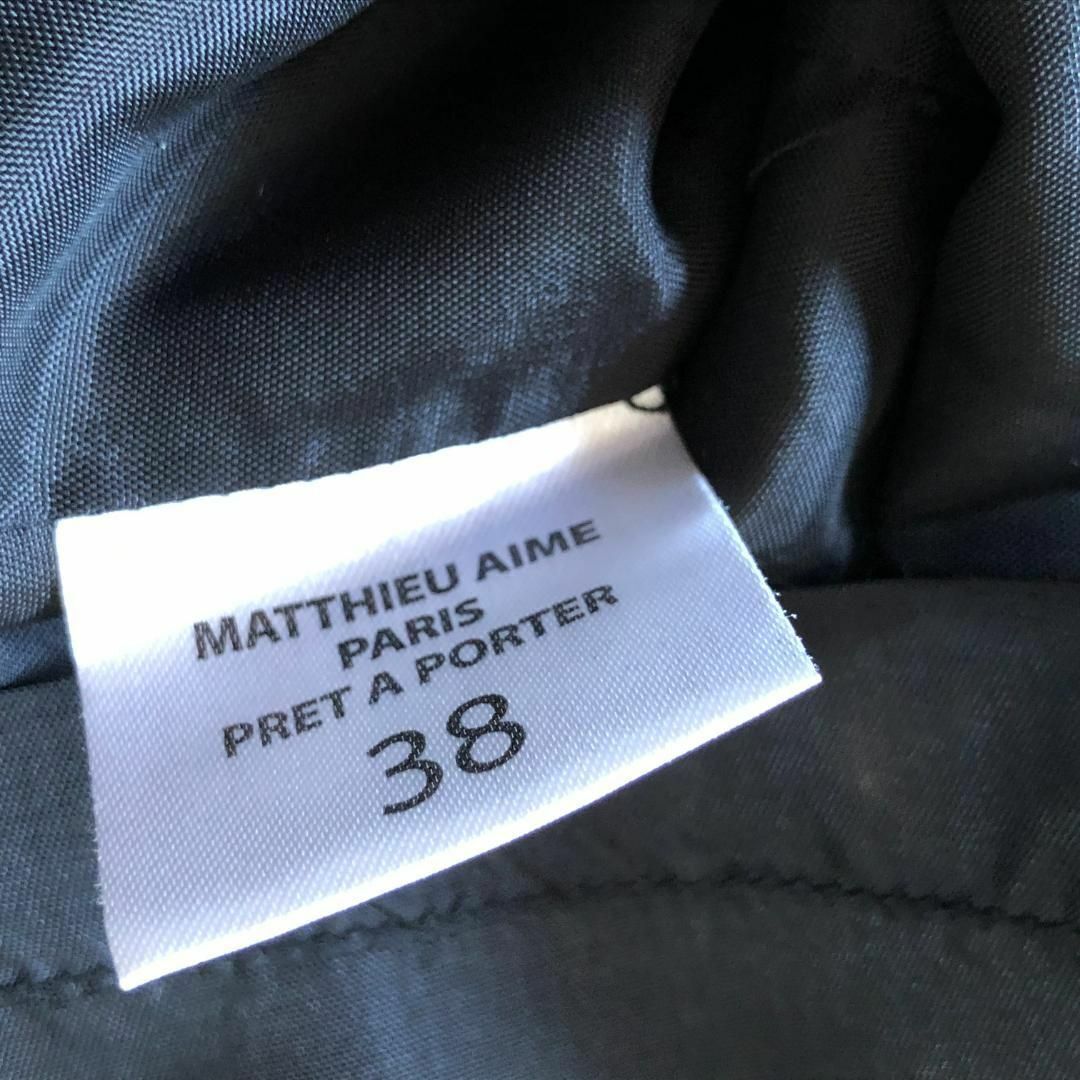 MATTHIEU AIME
PARIS
PRET A PORTER
38